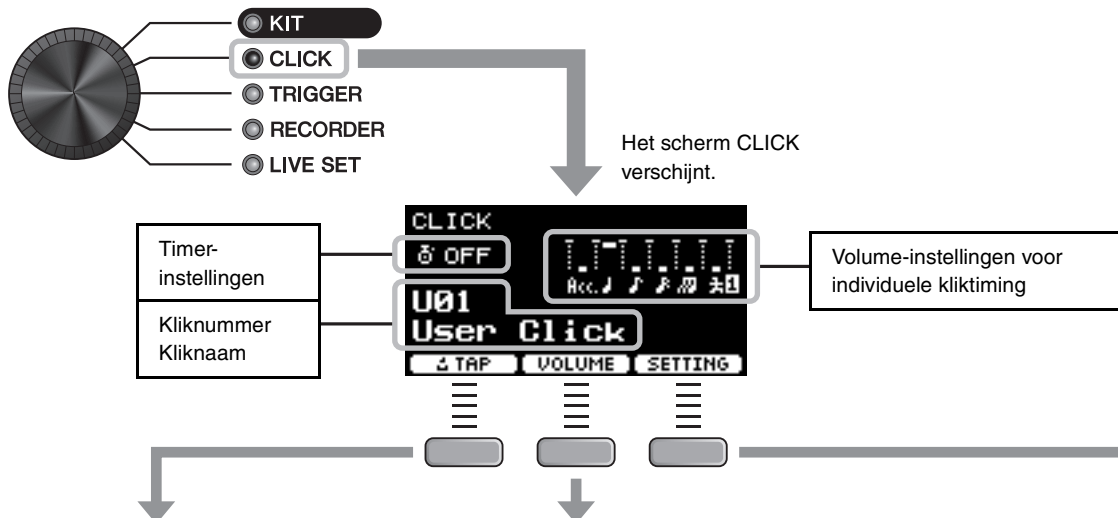 KIT
CLICK
TRIGGER
RECORDER
LIVE SET
Het scherm CLICK
verschijnt.
Timer-
instellingen
Kliknummer
Kliknaam
CLICK
OFF
Acc.
1
U01
User Click
TAP VOLUME SETTING
Volume-instellingen voor
individuele kliktiming